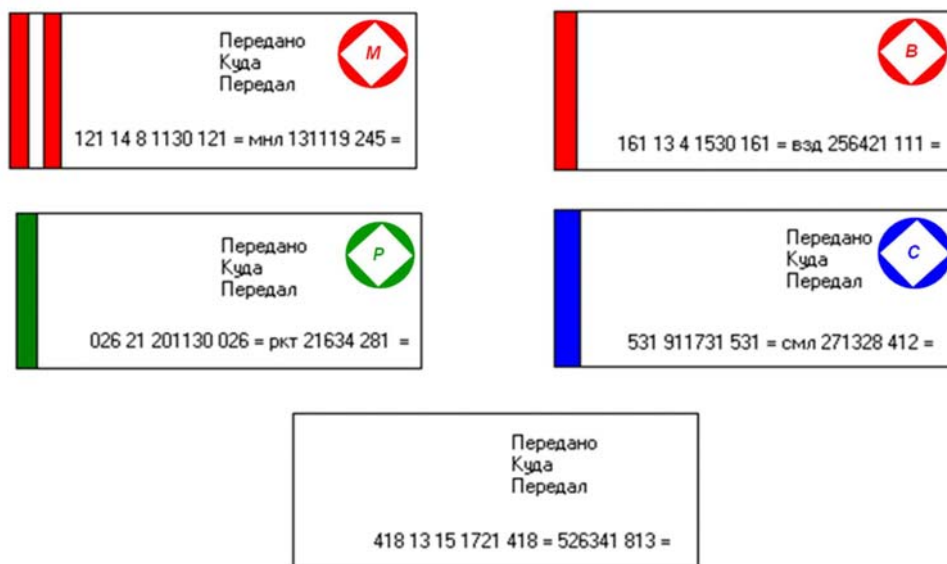 Передано
Куда
Передал
М
121 14 8 1130 121 = мнл 131119 245 =
В
161 13 4 1530 161 = взд 256421 111 =
Передано
Куда
Передал
Р
026 21 201130 026 = ркт 21634 281 =
Передано
Куда
Передал
С
531 911731 531 = смл 271328 412 =
Передано
Куда
Передал
418 13 15 1721 418 = 526341 813 =